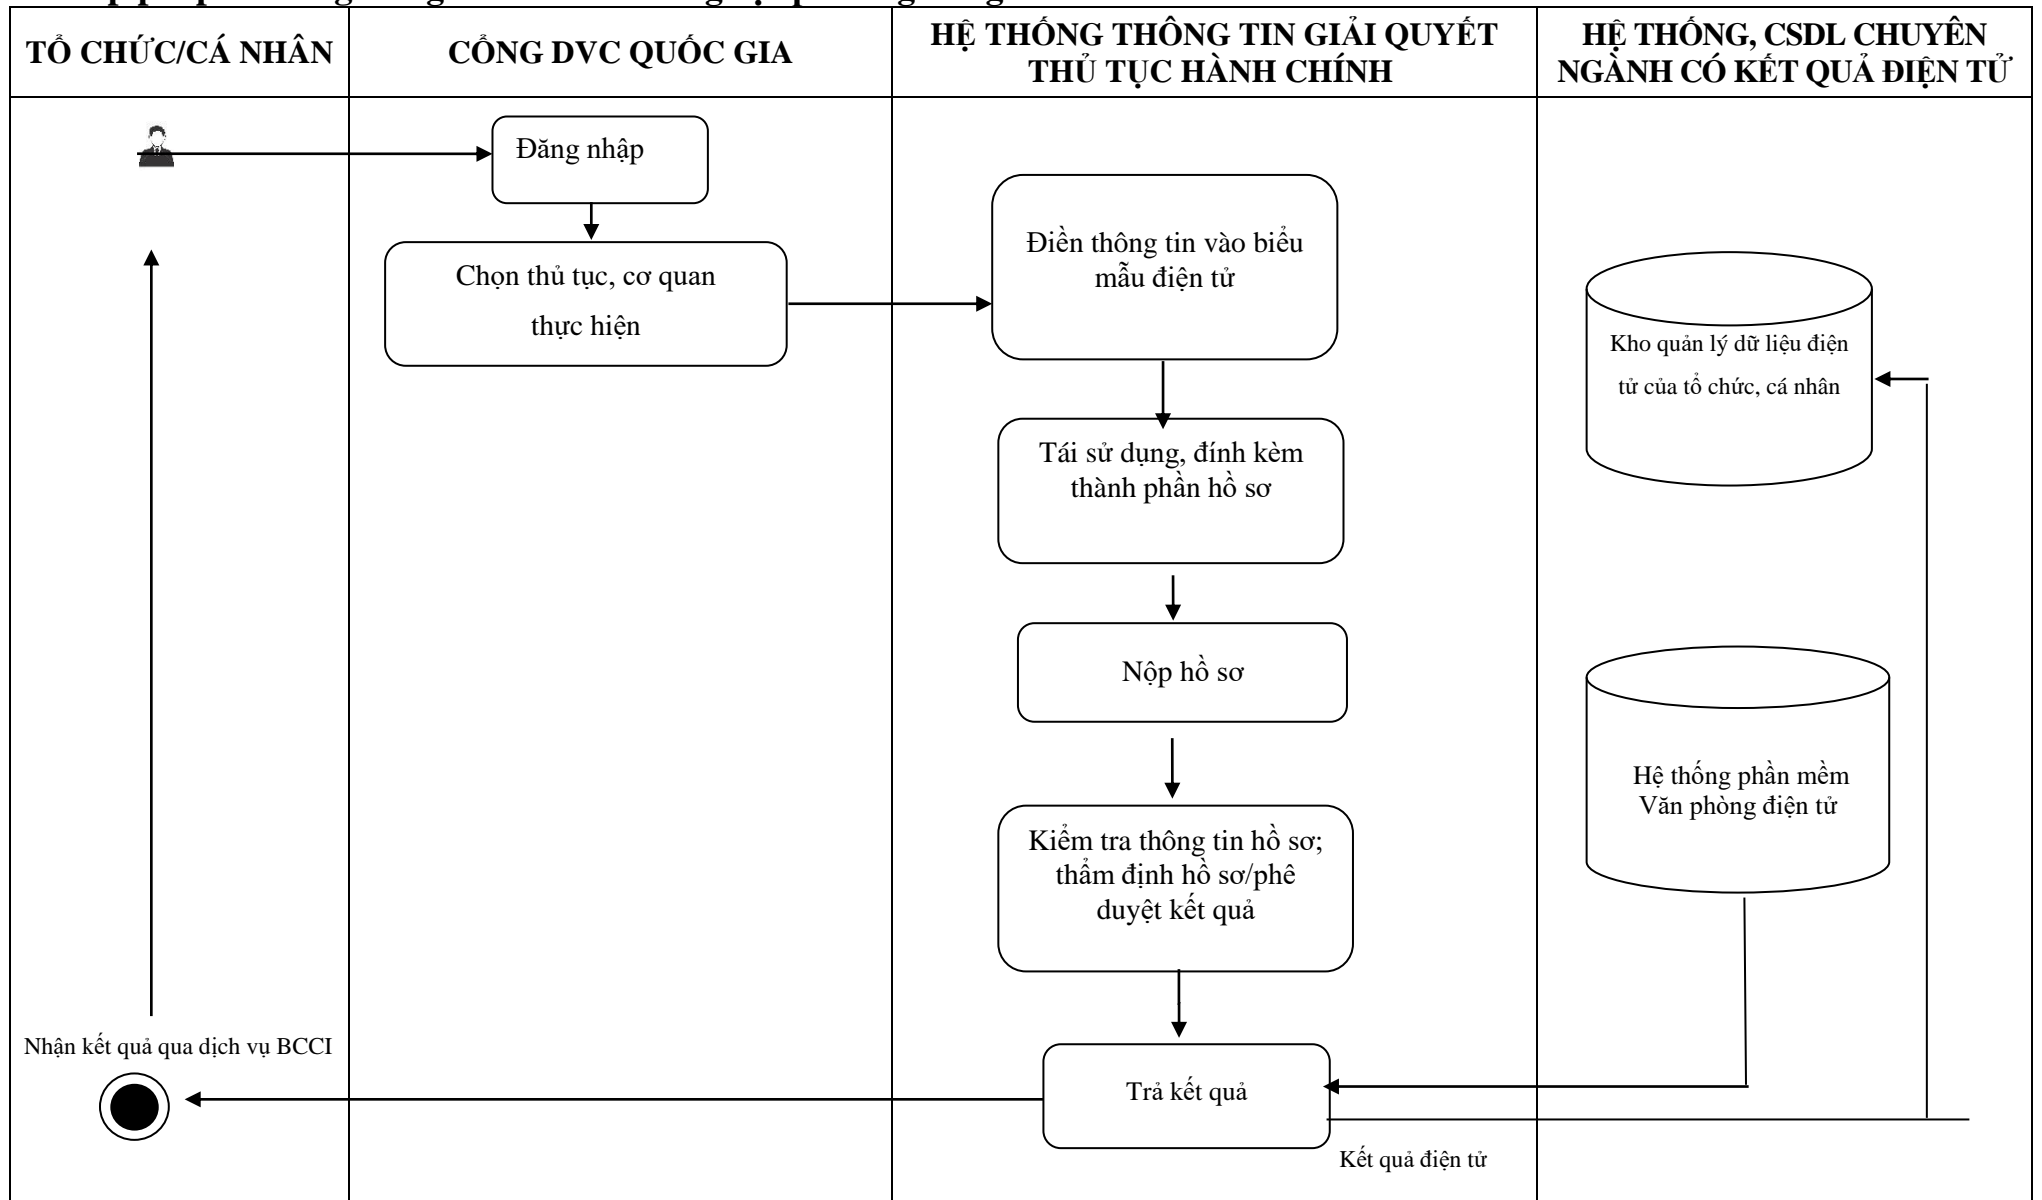 TỔ CHỨC/CÁ NHÂN
CỔNG DVC QUỐC GIA
HỆ THỐNG THÔNG TIN GIẢI QUYẾT
THỦ TỤC HÀNH CHÍNH
HỆ THỐNG, CSDL CHUYÊN
NGÀNH CÓ KẾT QUẢ ĐIỆN TỬ
Đăng nhập
Chọn thủ tục, cơ quan
thực hiện
Điền thông tin vào biểu
mẫu điện tử
Kho quản lý dữ liệu điện
tử của tổ chức, cá nhân
Tái sử dụng, đính kèm
thành phần hồ sơ
Nộp hồ sơ
Hệ thống phần mềm
Văn phòng điện tử
Kiểm tra thông tin hồ sơ;
thẩm định hồ sơ/phê
duyệt kết quả
Nhận kết quả qua dịch vụ BCCI
Trả kết quả
Kết quả điện tử